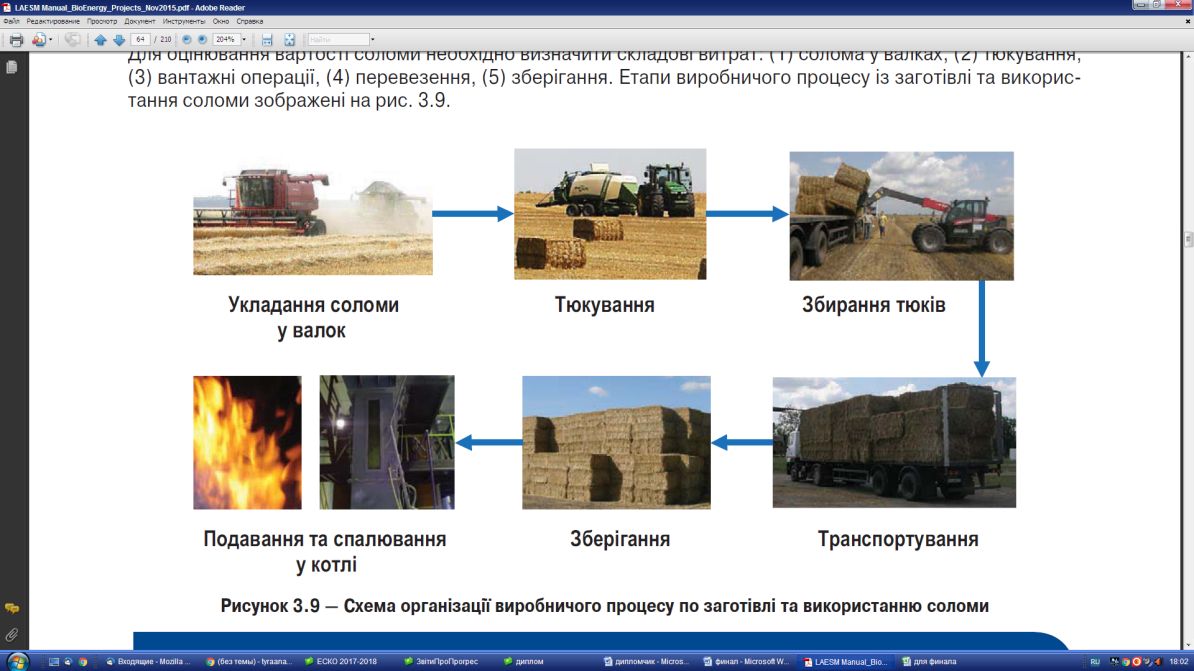 LAESM Manual_BioEnergy_Projects_Nov2015.pdf - Adobe Reader
Файл Редактирование Просмотр Документ Инструменты Окно Справка
64 / 210 204% Найти
Для оцінювання вартості соломи необхідно визначити складові витрат: (1) солома у валках, (2) тюкування,
(3) вантажні операції, (4) перевезення, (5) зберігання. Етапи виробничого процесу із заготівлі та викорис-
тання соломи зображені на рис. 3.9.
Укладання соломи
у валок
Тюкування
Збирання тюків
Подавання та спалювання
у котлі
Зберігання
Транспортування
Рисунок 3.9 — Схема організації виробничого процесу по заготівлі та використанню соломи
Входящие - Mozilla ...
(без темы) - tyraana...
ЕСКО 2017-2018
ЗвітиПроПрогрес
диплом
дипломчик - Micros...
финал - Microsoft W...
LAESM Manual_Bio...
для финала
RU
18:02